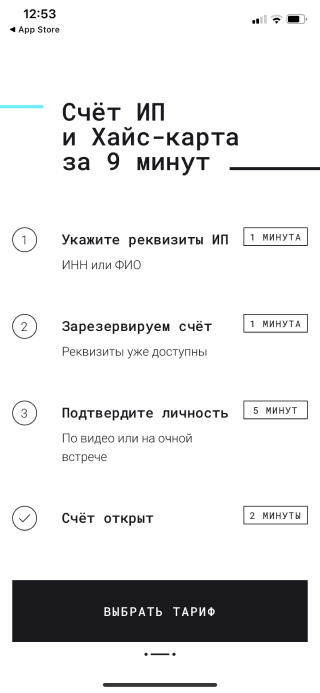 12:53
◀ App Store
Счёт ИП
и Хайс-карта
за 9 минут
1
Укажите реквизиты ИП
1 МИНУТА
ИНН или ФИО
2
Зарезервируем счёт
1 МИНУТА
Реквизиты уже доступны
3
Подтвердите личность
5 МИНУТ
По видео или на очной
встрече
Счёт открыт
2 МИНУТЫ
ВЫБРАТЬ ТАРИФ